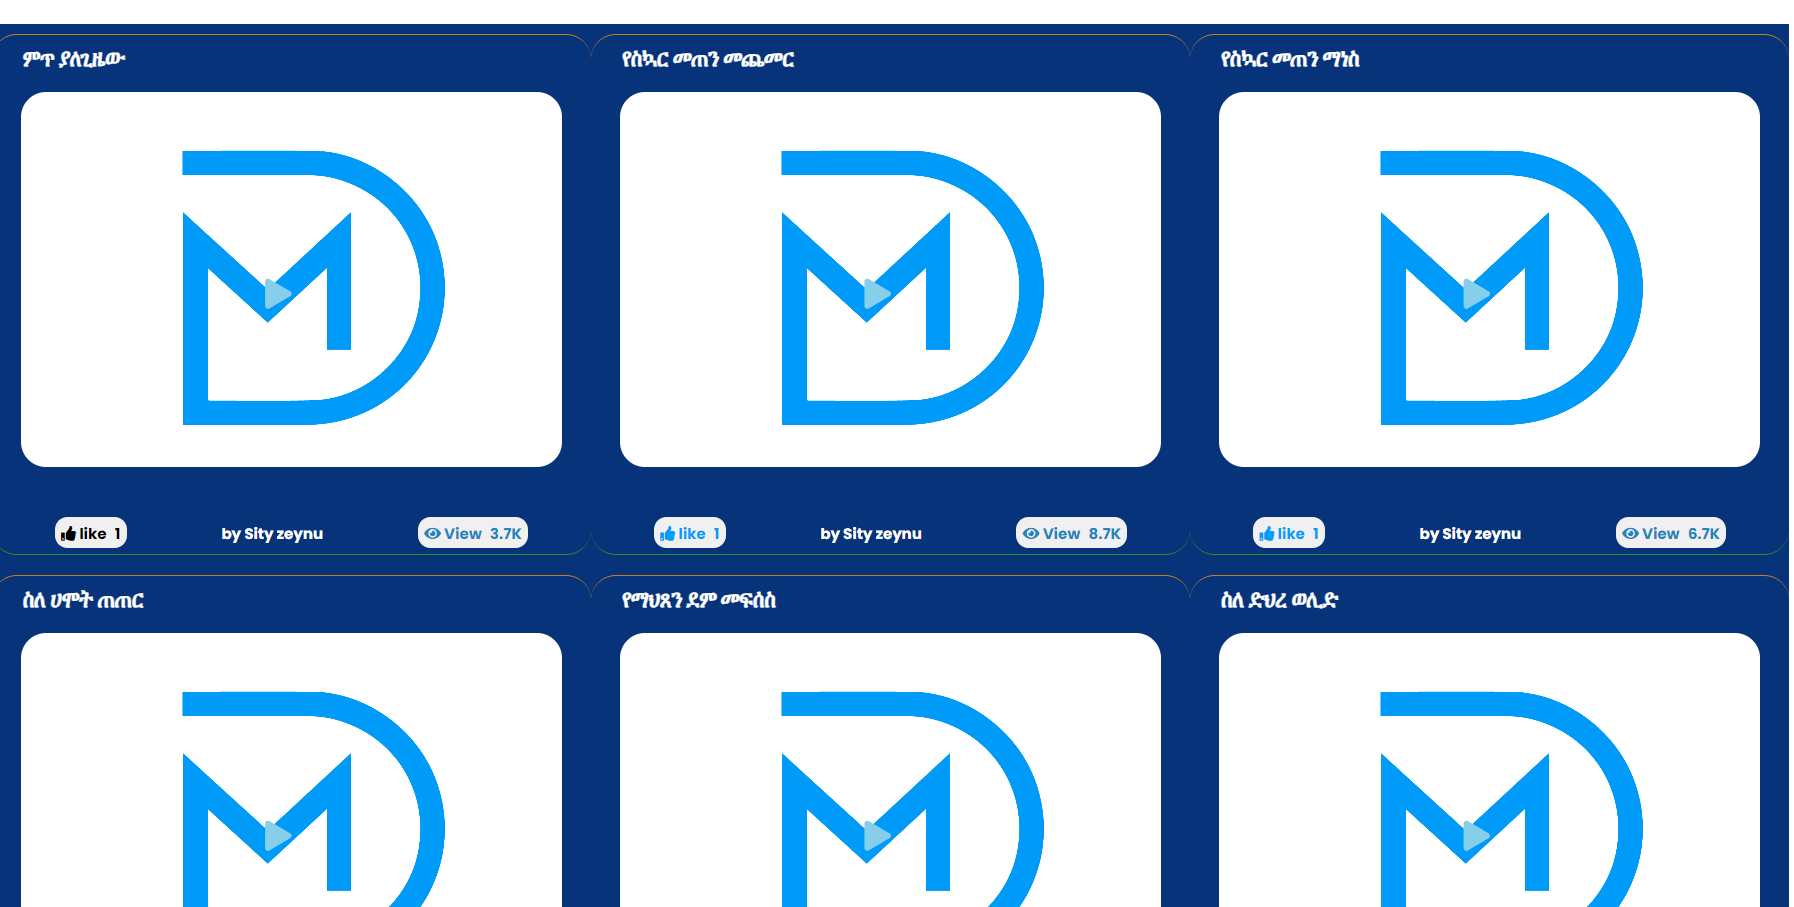 ምጥ ያለጊዜው
የስኳር መጠን መጨመር
የስኳር መጠን ማነስ
like 1
by Sity zeynu
View 3.7K
like 1
by Sity zeynu
View 8.7K
like 1
by Sity zeynu
View 6.7K
ስለ ሀሞት ጠጠር
የማህጸን ደም መፍሰስ
ስለ ድህረ ወሊድ